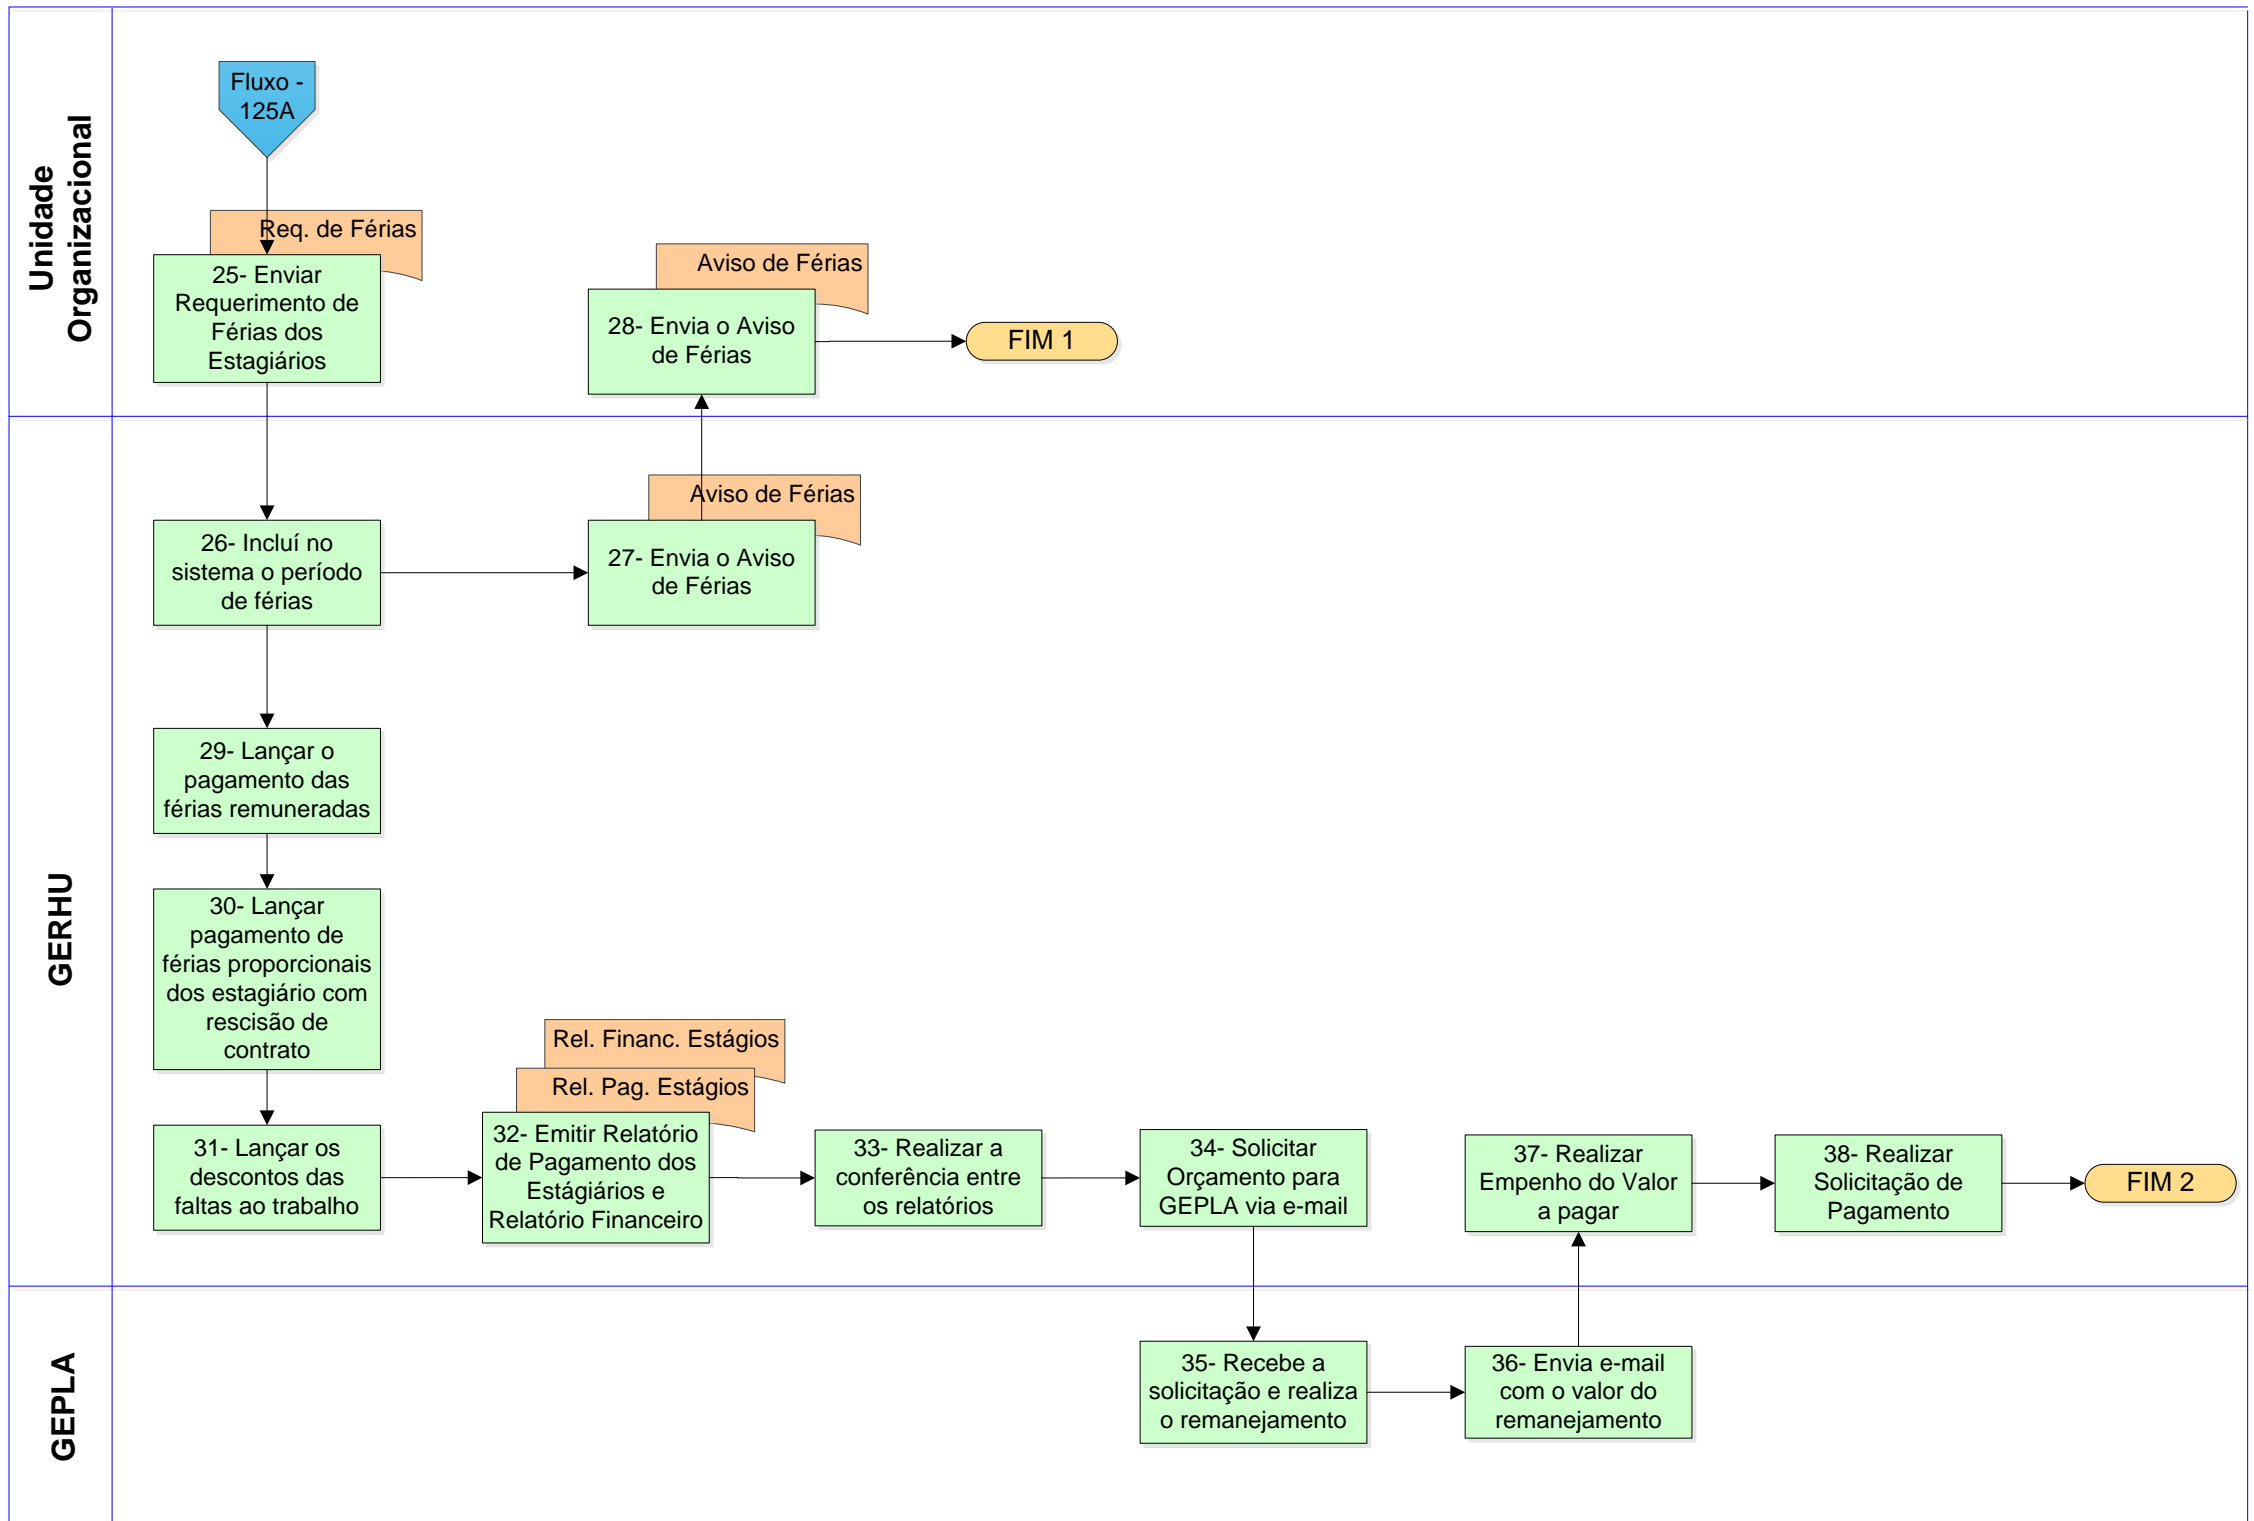 Unidade
Organizacional
Fluxo -
125A
Req. de Férias
25- Enviar
Requerimento de
Férias dos
Estagiários
Aviso de Férias
28- Envia o Aviso
de Férias
FIM 1
GERHU
26- Incluí no
sistema o período
de férias
Aviso de Férias
27- Envia o Aviso
de Férias
29- Lançar o
pagamento das
férias remuneradas
30- Lançar
pagamento de
férias proporcionais
dos estagiário com
rescisão de
contrato
31- Lançar os
descontos das
faltas ao trabalho
Rel. Financ. Estágios
Rel. Pag. Estágios
32- Emitir Relatório
de Pagamento dos
Estágiários e
Relatório Financeiro
33- Realizar a
conferência entre
os relatórios
34- Solicitar
Orçamento para
GEPLA via e-mail
37- Realizar
Empenho do Valor
a pagar
38- Realizar
Solicitação de
Pagamento
FIM 2
GEPLA
35- Recebe a
solicitação e realiza
o remanejamento
36- Envia e-mail
com o valor do
remanejamento